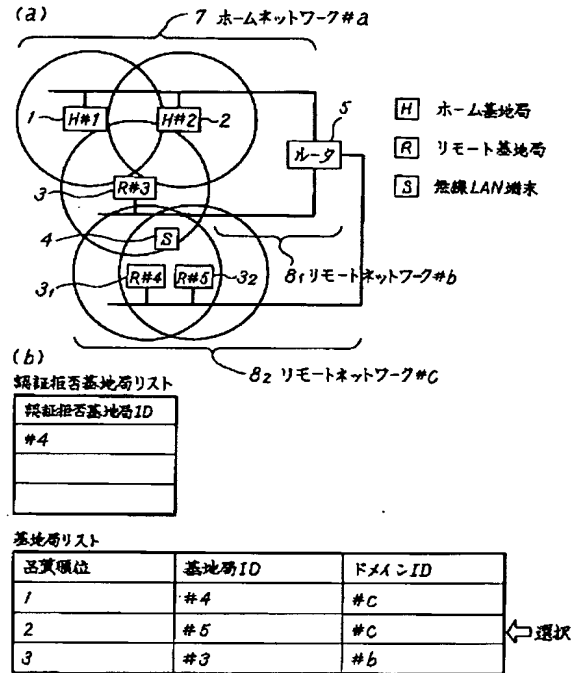 (a)
7 ホームネットワーク#a
1
H#1
H#2
2
5
ルータ
H ホーム基地局
R リモート基地局
S 無線LAN端末
3
R#3
4
S
3₁
R#4
R#5
3₂
8₁リモートネットワーク#b
8₂ リモートネットワーク#c
(b)
認証拒否基地局リスト
認証拒否基地局ID
#4
基地局リスト
品質順位 基地局ID ドメインID
1 #4 #c
2 #5 #c ⇦選択
3 #3 #b